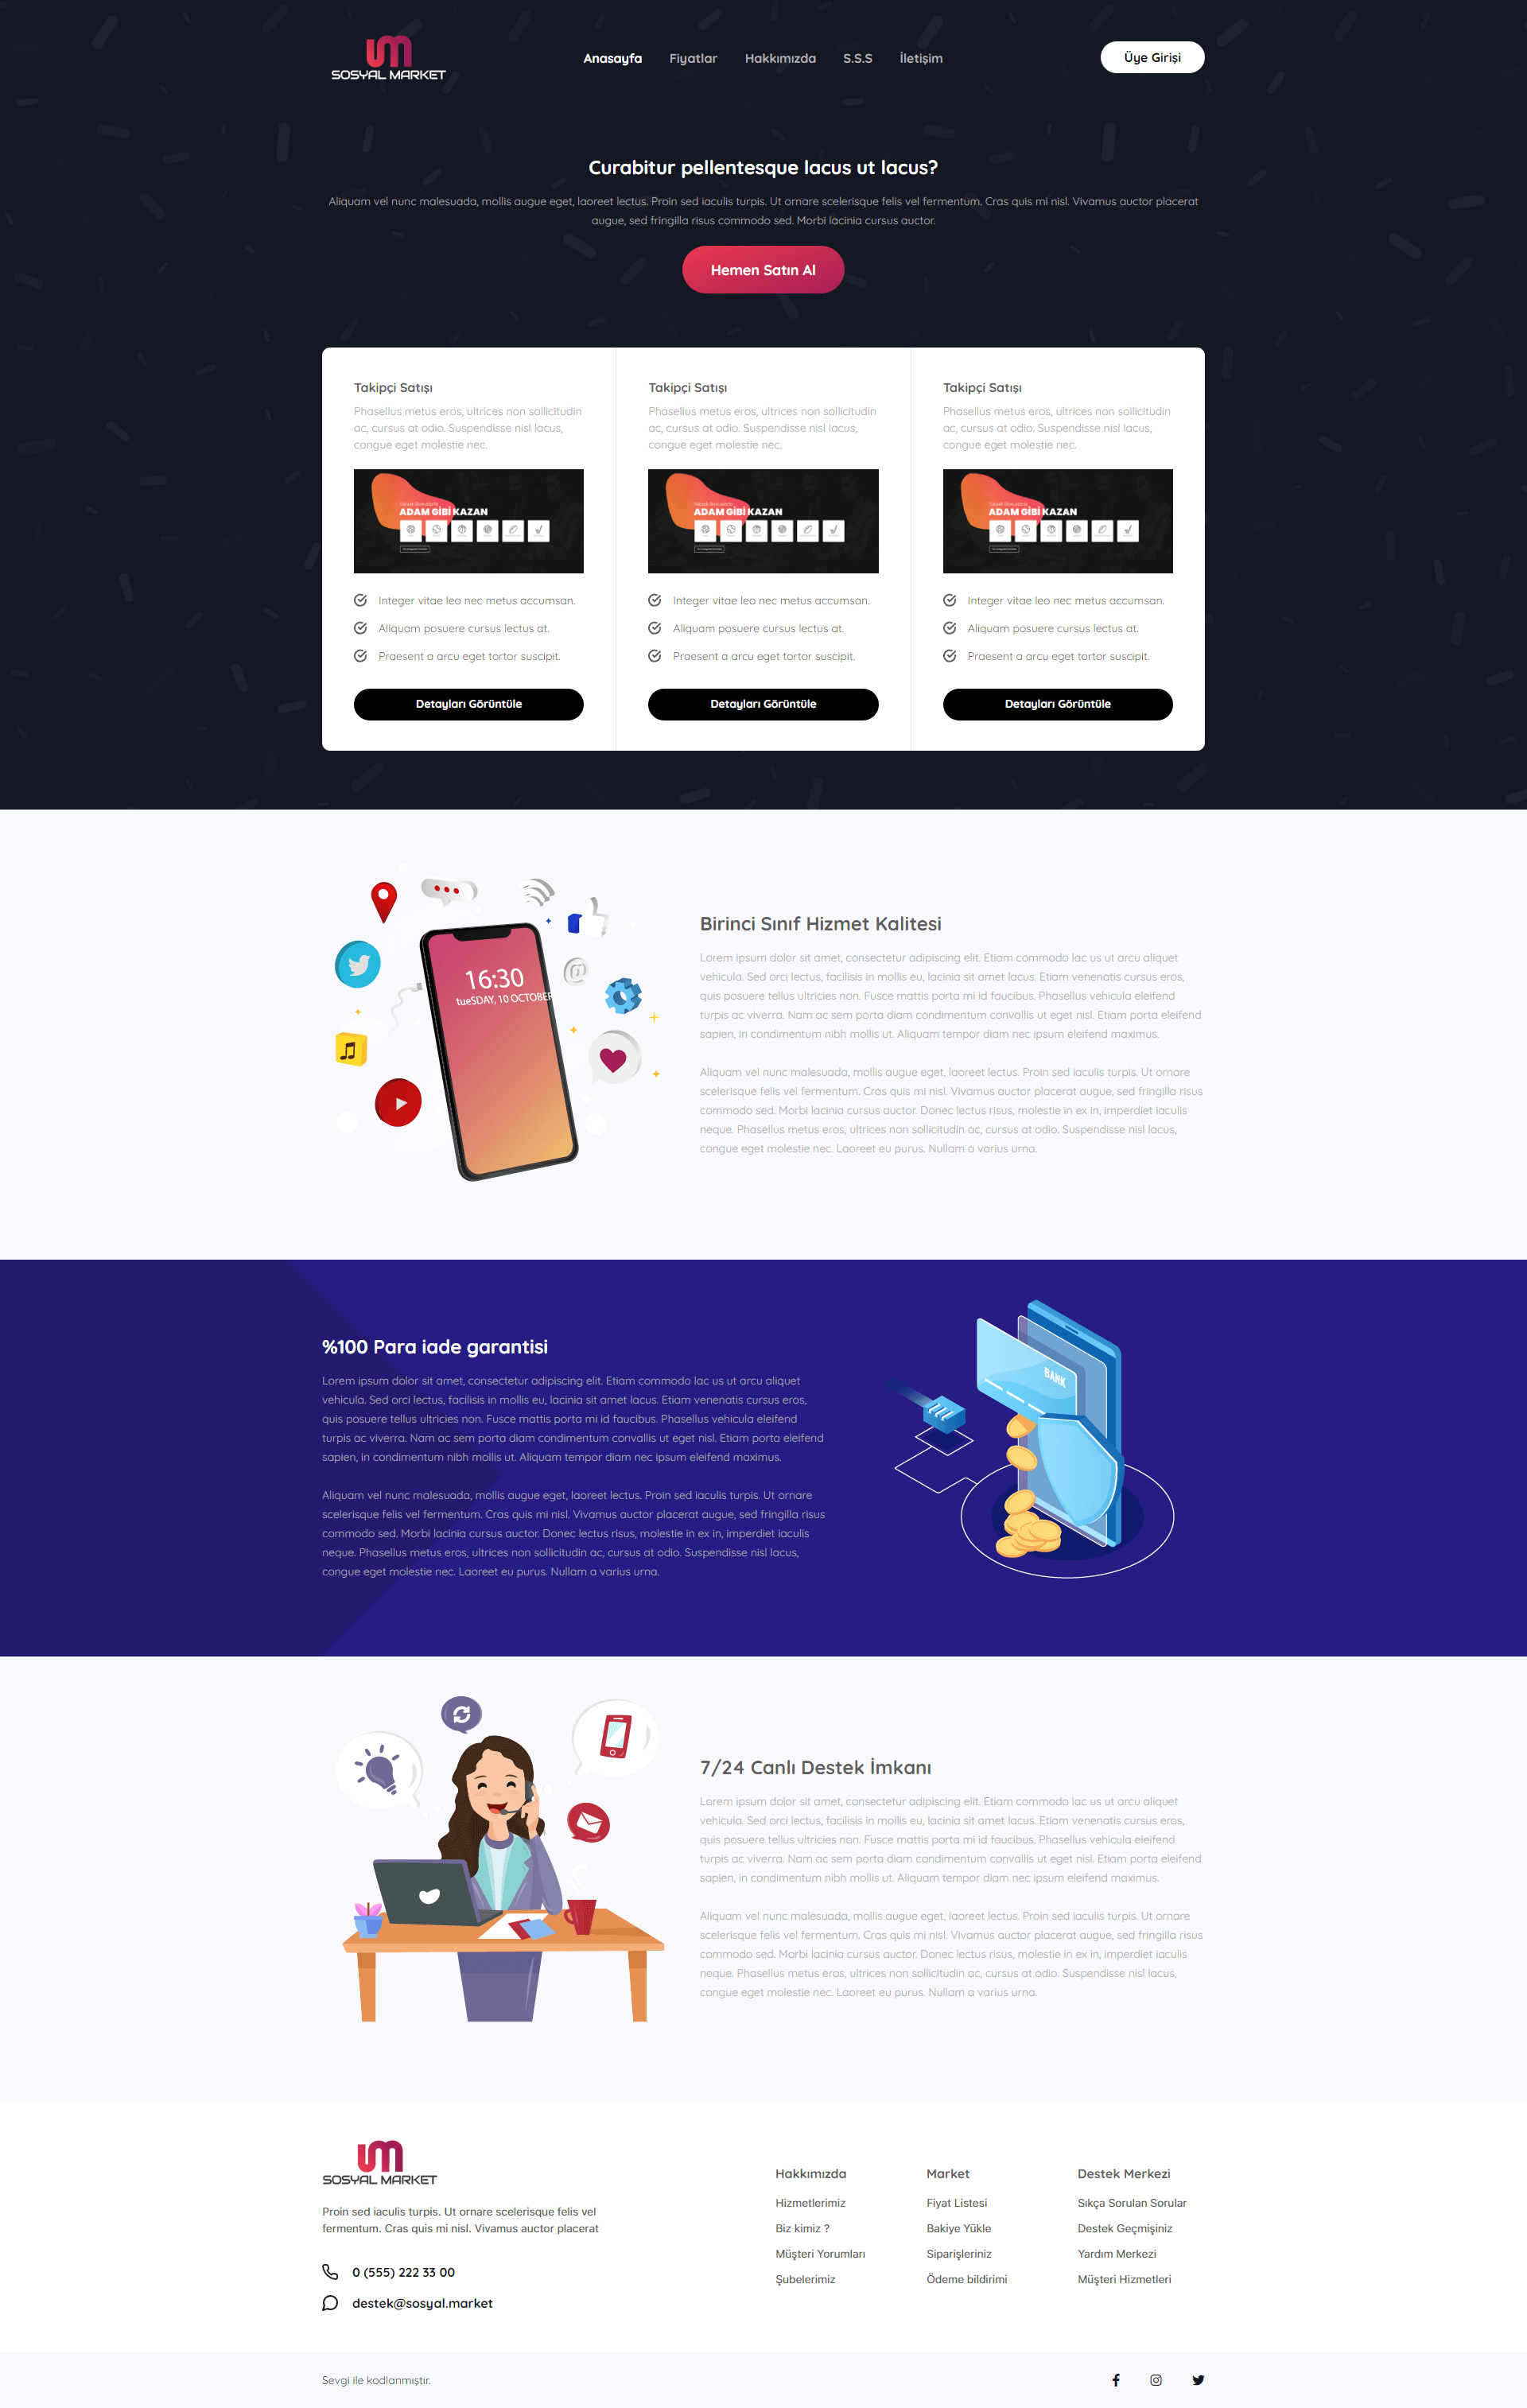 SOSYAL MARKET
Anasayfa
Fiyatlar
Hakkımızda
S.S.S
İletişim
Üye Girişi
Curabitur pellentesque lacus ut lacus?
Aliquam vel nunc malesuada, mollis augue eget, laoreet lectus. Proin sed iaculis turpis. Ut ornare scelerisque felis vel fermentum. Cras quis mi nisl. Vivamus auctor placerat
augue, sed fringilla risus commodo sed. Morbi lacinia cursus auctor.
Hemen Satın Al
Takipçi Satışı
Phasellus metus eros, ultrices non sollicitudin
ac, cursus at odio. Suspendisse nisl lacus,
congue eget molestie nec.
ADAM GİBİ KAZAN
Integer vitae leo nec metus accumsan.
Aliquam posuere cursus lectus at.
Praesent a arcu eget tortor suscipit.
Detayları Görüntüle
Takipçi Satışı
Phasellus metus eros, ultrices non sollicitudin
ac, cursus at odio. Suspendisse nisl lacus,
congue eget molestie nec.
ADAM GİBİ KAZAN
Integer vitae leo nec metus accumsan.
Aliquam posuere cursus lectus at.
Praesent a arcu eget tortor suscipit.
Detayları Görüntüle
Takipçi Satışı
Phasellus metus eros, ultrices non sollicitudin
ac, cursus at odio. Suspendisse nisl lacus,
congue eget molestie nec.
ADAM GİBİ KAZAN
Integer vitae leo nec metus accumsan.
Aliquam posuere cursus lectus at.
Praesent a arcu eget tortor suscipit.
Detayları Görüntüle
16:30
tueSDAY, 10 OCTOBER
@
Birinci Sınıf Hizmet Kalitesi
Lorem ipsum dolor sit amet, consectetur adipiscing elit. Etiam commodo lac us ut arcu aliquet
vehicula. Sed orci lectus, facilisis in mollis eu, lacinia sit amet lacus. Etiam venenatis cursus eros,
quis posuere tellus ultricies non. Fusce mattis porta mi id faucibus. Phasellus vehicula eleifend
turpis ac viverra. Nam ac sem porta diam condimentum convallis ut eget nisl. Etiam porta eleifend
sapien, in condimentum nibh mollis ut. Aliquam tempor diam nec ipsum eleifend maximus.
Aliquam vel nunc malesuada, mollis augue eget, laoreet lectus. Proin sed iaculis turpis. Ut ornare
scelerisque felis vel fermentum. Cras quis mi nisl. Vivamus auctor placerat augue, sed fringilla risus
commodo sed. Morbi lacinia cursus auctor. Donec lectus risus, molestie in ex in, imperdiet iaculis
neque. Phasellus metus eros, ultrices non sollicitudin ac, cursus at odio. Suspendisse nisl lacus,
congue eget molestie nec. Laoreet eu purus. Nullam a varius urna.
%100 Para iade garantisi
Lorem ipsum dolor sit amet, consectetur adipiscing elit. Etiam commodo lac us ut arcu aliquet
vehicula. Sed orci lectus, facilisis in mollis eu, lacinia sit amet lacus. Etiam venenatis cursus eros,
quis posuere tellus ultricies non. Fusce mattis porta mi id faucibus. Phasellus vehicula eleifend
turpis ac viverra. Nam ac sem porta diam condimentum convallis ut eget nisl. Etiam porta eleifend
sapien, in condimentum nibh mollis ut. Aliquam tempor diam nec ipsum eleifend maximus.
Aliquam vel nunc malesuada, mollis augue eget, laoreet lectus. Proin sed iaculis turpis. Ut ornare
scelerisque felis vel fermentum. Cras quis mi nisl. Vivamus auctor placerat augue, sed fringilla risus
commodo sed. Morbi lacinia cursus auctor. Donec lectus risus, molestie in ex in, imperdiet iaculis
neque. Phasellus metus eros, ultrices non sollicitudin ac, cursus at odio. Suspendisse nisl lacus,
congue eget molestie nec. Laoreet eu purus. Nullam a varius urna.
BANK
7/24 Canlı Destek İmkanı
Lorem ipsum dolor sit amet, consectetur adipiscing elit. Etiam commodo lac us ut arcu aliquet
vehicula. Sed orci lectus, facilisis in mollis eu, lacinia sit amet lacus. Etiam venenatis cursus eros,
quis posuere tellus ultricies non. Fusce mattis porta mi id faucibus. Phasellus vehicula eleifend
turpis ac viverra. Nam ac sem porta diam condimentum convallis ut eget nisl. Etiam porta eleifend
sapien, in condimentum nibh mollis ut. Aliquam tempor diam nec ipsum eleifend maximus.
Aliquam vel nunc malesuada, mollis augue eget, laoreet lectus. Proin sed iaculis turpis. Ut ornare
scelerisque felis vel fermentum. Cras quis mi nisl. Vivamus auctor placerat augue, sed fringilla risus
commodo sed. Morbi lacinia cursus auctor. Donec lectus risus, molestie in ex in, imperdiet iaculis
neque. Phasellus metus eros, ultrices non sollicitudin ac, cursus at odio. Suspendisse nisl lacus,
congue eget molestie nec. Laoreet eu purus. Nullam a varius urna.
SOSYAL MARKET
Proin sed iaculis turpis. Ut ornare scelerisque felis vel
fermentum. Cras quis mi nisl. Vivamus auctor placerat
0 (555) 222 33 00
destek@sosyal.market
Hakkımızda
Hizmetlerimiz
Biz kimiz ?
Müşteri Yorumları
Şubelerimiz
Market
Fiyat Listesi
Bakiye Yükle
Siparişleriniz
Ödeme bildirimi
Destek Merkezi
Sıkça Sorulan Sorular
Destek Geçmişiniz
Yardım Merkezi
Müşteri Hizmetleri
Sevgi ile kodlanmıştır.